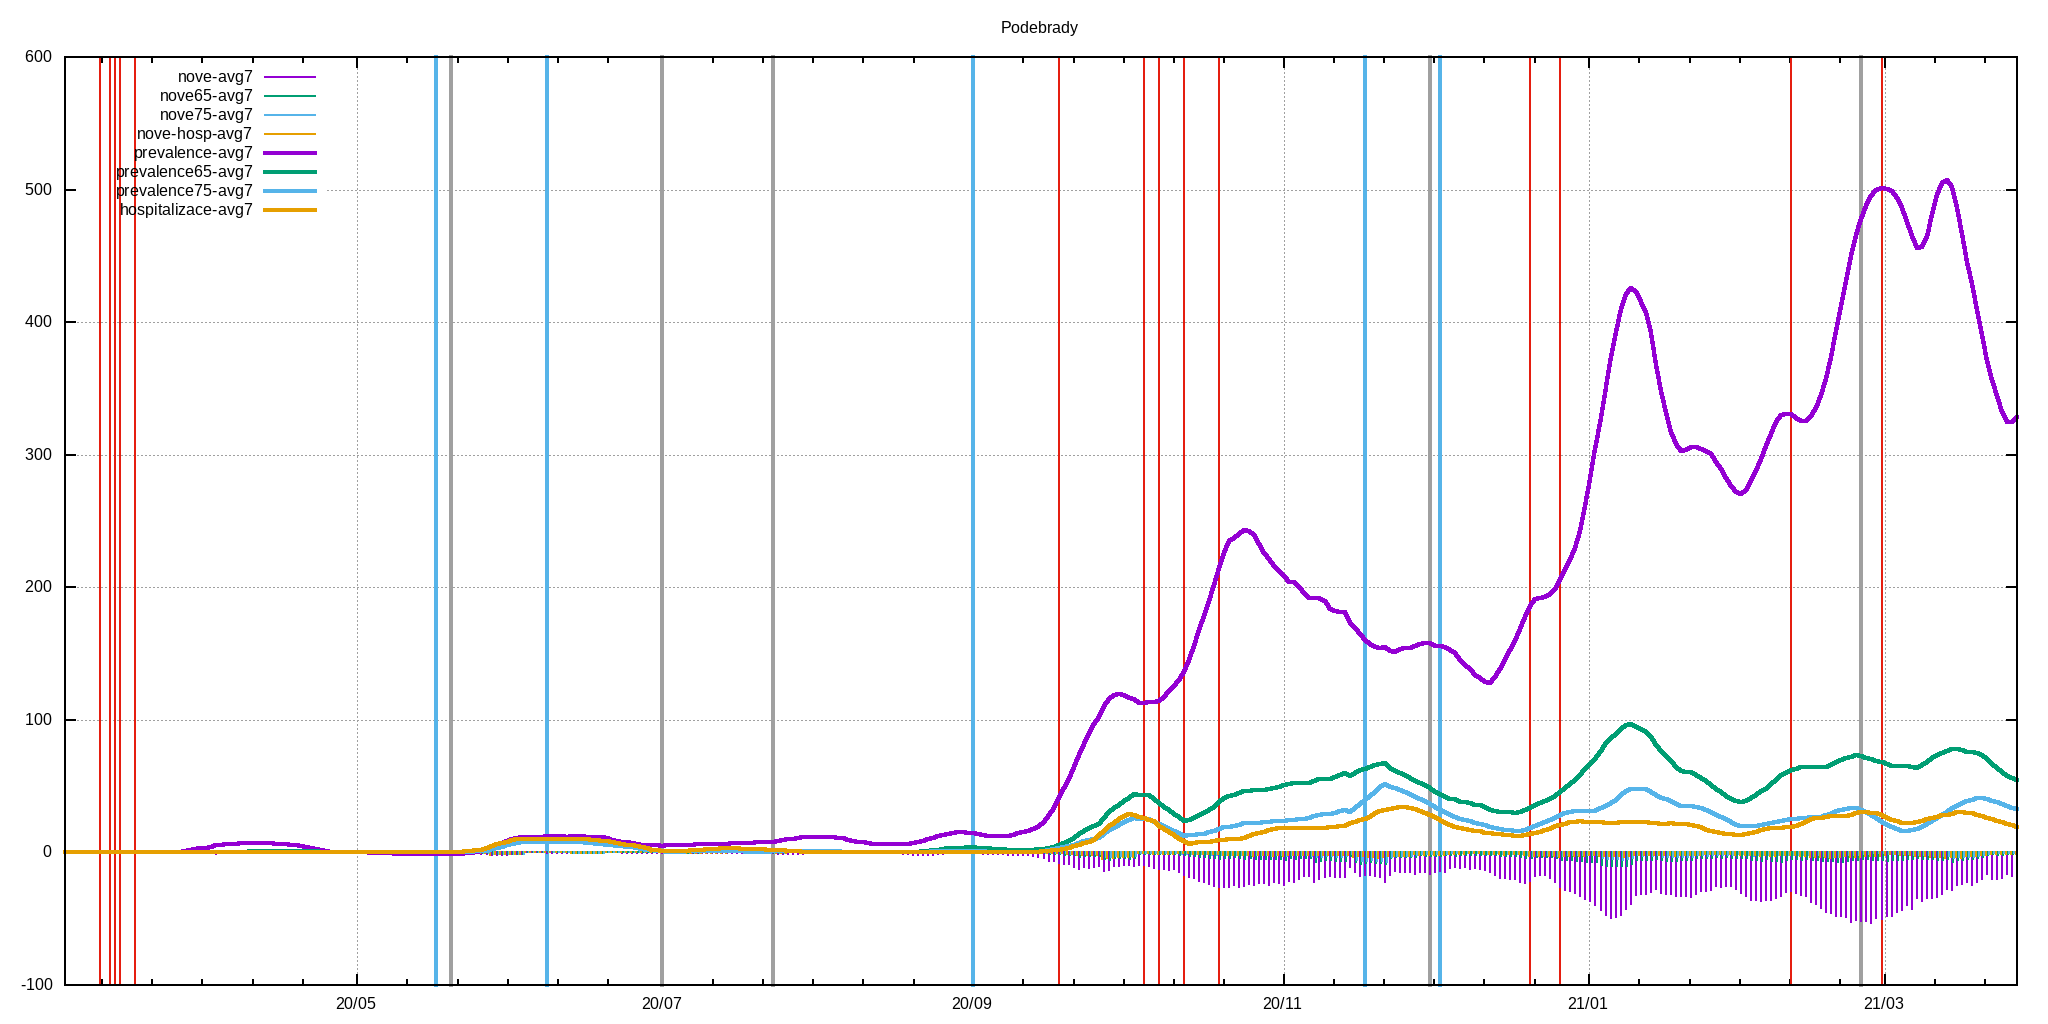 Podebrady
600
nove-avg7
nove65-avg7
nove75-avg7
nove-hosp-avg7
prevalence-avg7
prevalence65-avg7
prevalence75-avg7
hospitalizace-avg7
500
400
300
200
100
0
-100
20/05 20/07 20/09 20/11 21/01 21/03